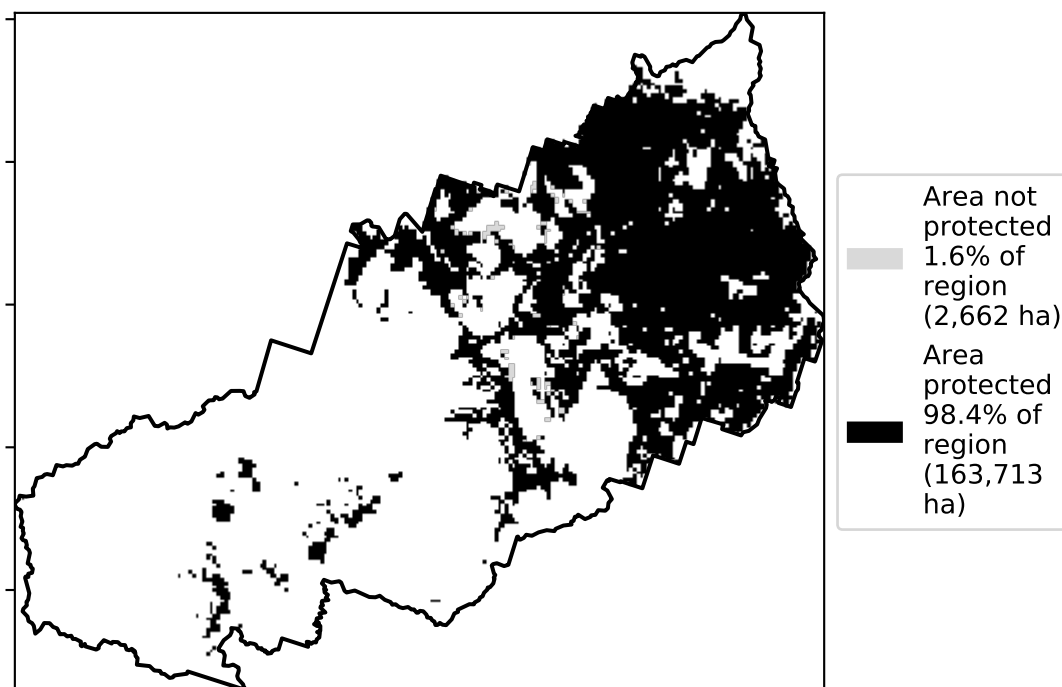 Area not
protected
1.6% of
region
(2,662 ha)
Area
protected
98.4% of
region
(163,713
ha)